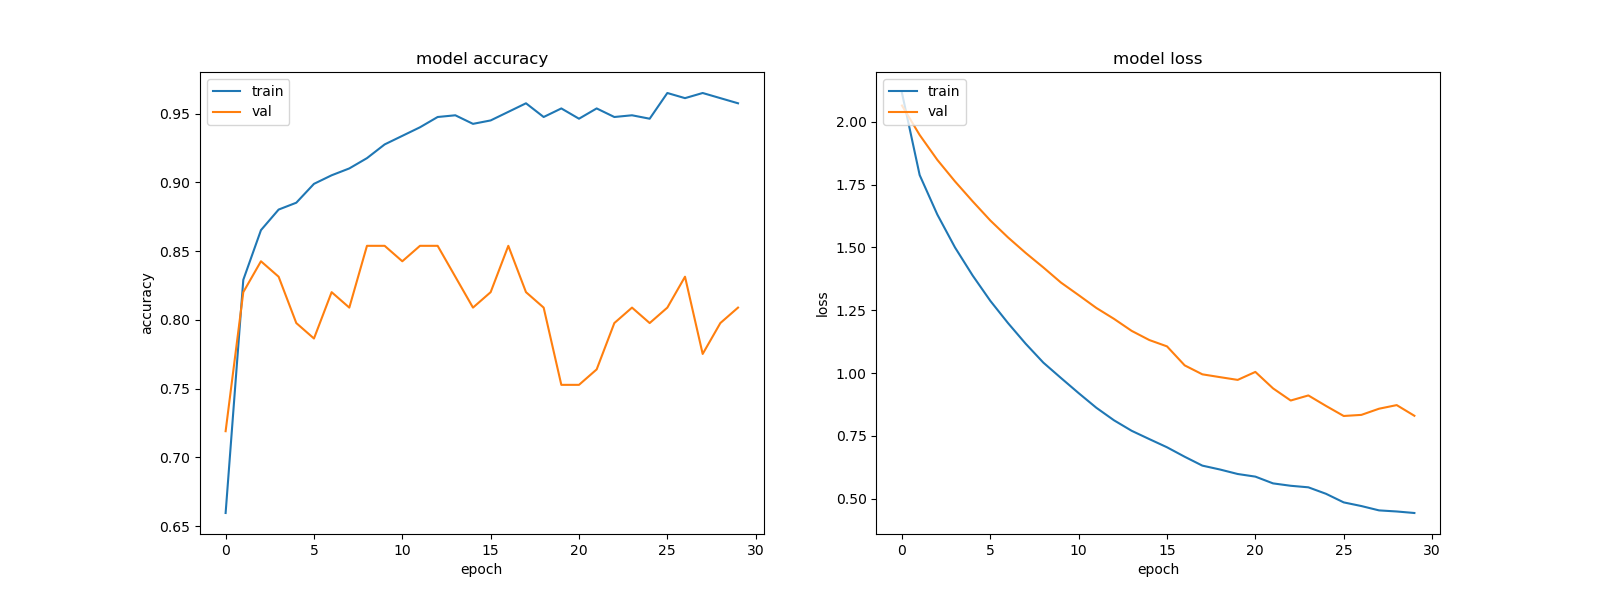 model accuracy
train
val
0.95
0.90
0.85
0.80
0.75
0.70
0.65
accuracy
0 5 10 15 20 25 30
epoch
model loss
train
val
2.00
1.75
1.50
1.25
1.00
0.75
0.50
loss
0 5 10 15 20 25 30
epoch